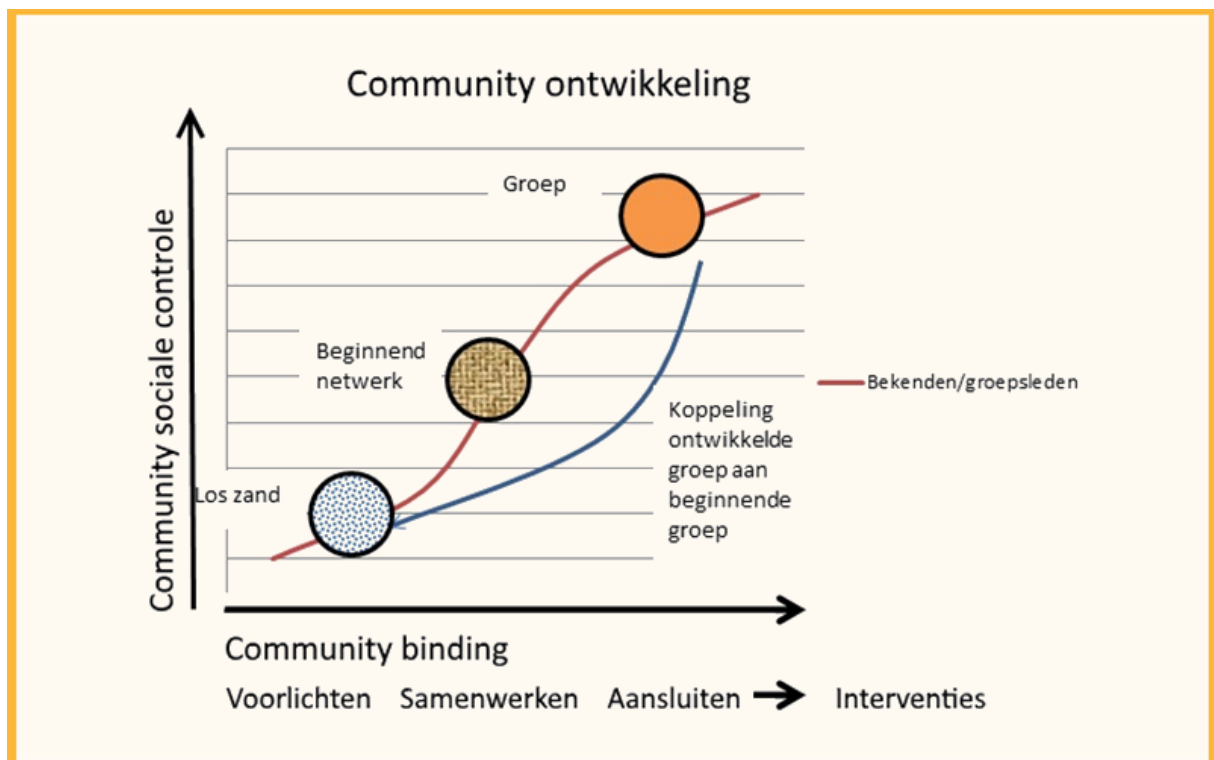 Community ontwikkeling
Community sociale controle
Groep
Beginnend
netwerk
Los zand
Bekenden/groepsleden
Koppeling
ontwikkelde
groep aan
beginnende
groep
Community binding
Voorlichten Samenwerken Aansluiten Interventies